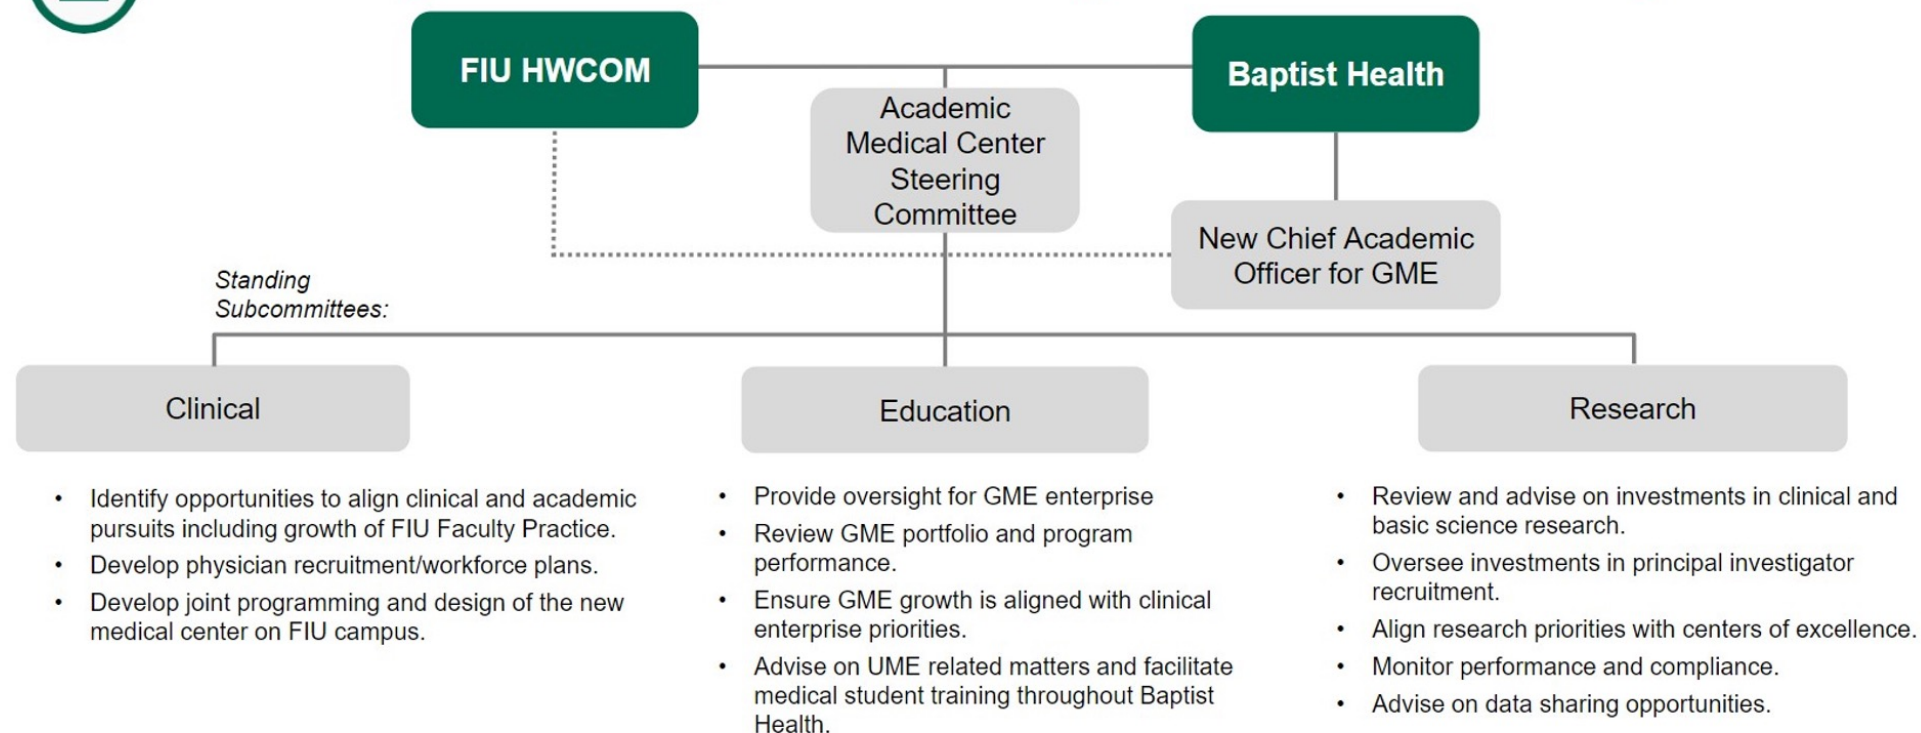 FIU HWCOM
Baptist Health
Academic
Medical Center
Steering
Committee
New Chief Academic
Officer for GME
Standing
Subcommittees:
Clinical
Education
Research
• Identify opportunities to align clinical and academic
pursuits including growth of FIU Faculty Practice.
• Develop physician recruitment/workforce plans.
• Develop joint programming and design of the new
medical center on FIU campus.
• Provide oversight for GME enterprise
• Review GME portfolio and program
performance.
• Ensure GME growth is aligned with clinical
enterprise priorities.
• Advise on UME related matters and facilitate
medical student training throughout Baptist
Health.
• Review and advise on investments in clinical and
basic science research.
• Oversee investments in principal investigator
recruitment.
• Align research priorities with centers of excellence.
• Monitor performance and compliance.
• Advise on data sharing opportunities.